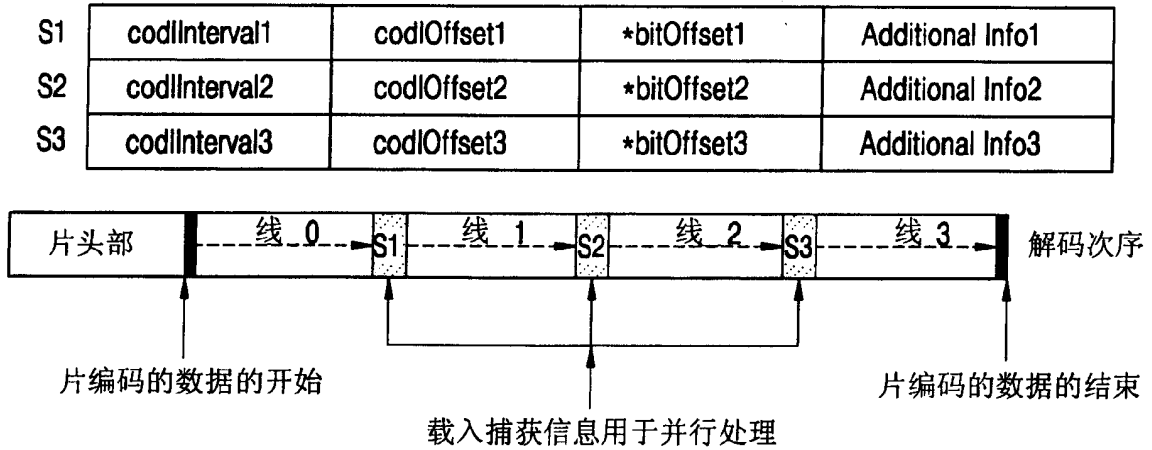 S1 codIInterval1 codIOffset1 *bitOffset1 Additional Info1
S2 codIInterval2 codIOffset2 *bitOffset2 Additional Info2
S3 codIInterval3 codIOffset3 *bitOffset3 Additional Info3
片头部 线 0 S1 线 1 S2 线 2 S3 线 3 解码次序
片编码的数据的开始
片编码的数据的结束
载入捕获信息用于并行处理